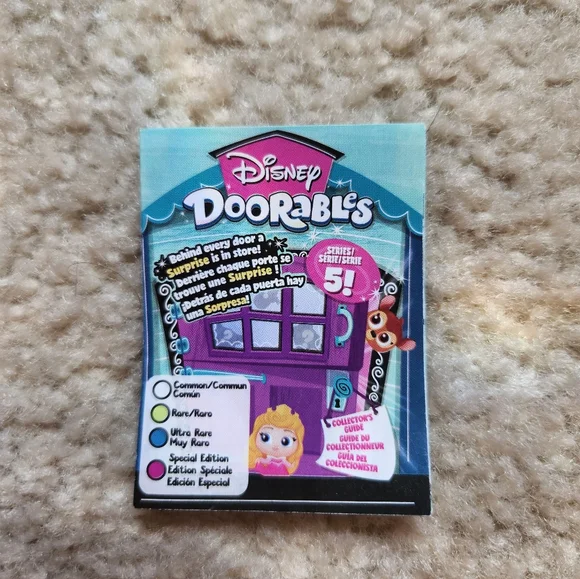 Disney
Doorables
Behind every door a
Surprise is in store!
Derrière chaque porte se
trouve une Surprise !
¡Detrás de cada puerta hay
una Sorpresa!
SERIES/
SÉRIE/SERIE
5!
Common/Commun
Común
Rare/Raro
Ultra Rare
Muy Raro
Special Edition
Edition Spéciale
Edición Especial
COLLECTOR'S
GUIDE
GUIDE DU
COLLECTIONNEUR
GUÍA DEL
COLECCIONISTA